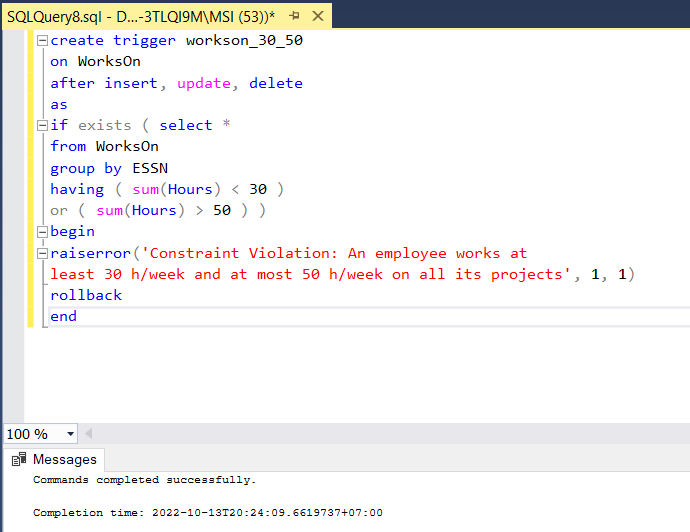 SQLQuery8.sql - D...-3TLQI9M\MSI (53))*
create trigger workson_30_50
on WorksOn
after insert, update, delete
as
if exists ( select *
from WorksOn
group by ESSN
having ( sum(Hours) < 30 )
or ( sum(Hours) > 50 ) )
begin
raiserror('Constraint Violation: An employee works at
least 30 h/week and at most 50 h/week on all its projects', 1, 1)
rollback
end
100 %
Messages
Commands completed successfully.
Completion time: 2022-10-13T20:24:09.6619737+07:00